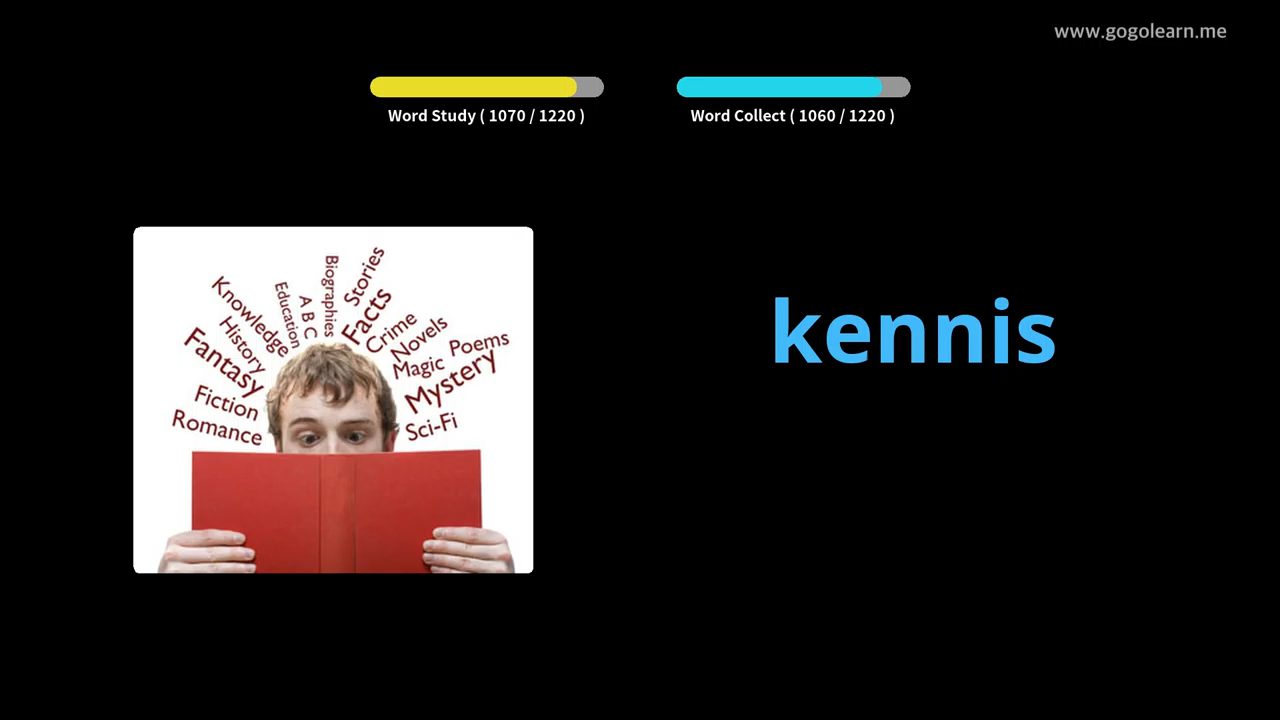 www.gogolearn.me
Word Study ( 1070 / 1220 )
Word Collect ( 1060 / 1220 )
kennis
Biographies
Stories
Education
A B C
Facts
Knowledge
Crime
History
Novels
Poems
Fantasy
Magic
Mystery
Fiction
Romance
Sci-Fi